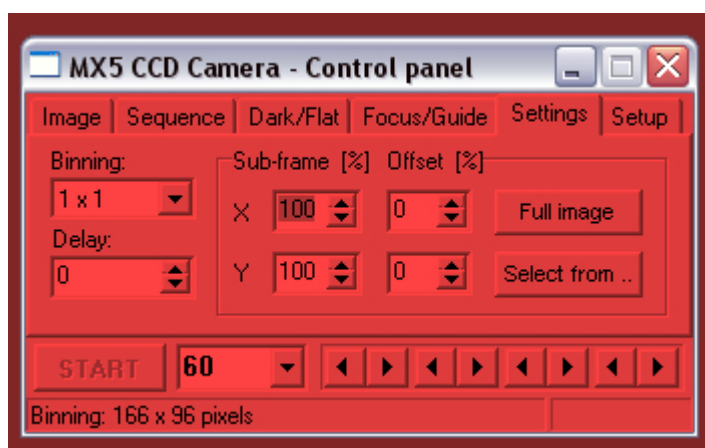 MX5 CCD Camera - Control panel
Image Sequence Dark/Flat Focus/Guide Settings Setup
Binning: Sub-frame [%] Offset [%]
1 x 1 X 100 0 Full image
Delay:
0 Y 100 0 Select from ..
START 60
Binning: 166 x 96 pixels